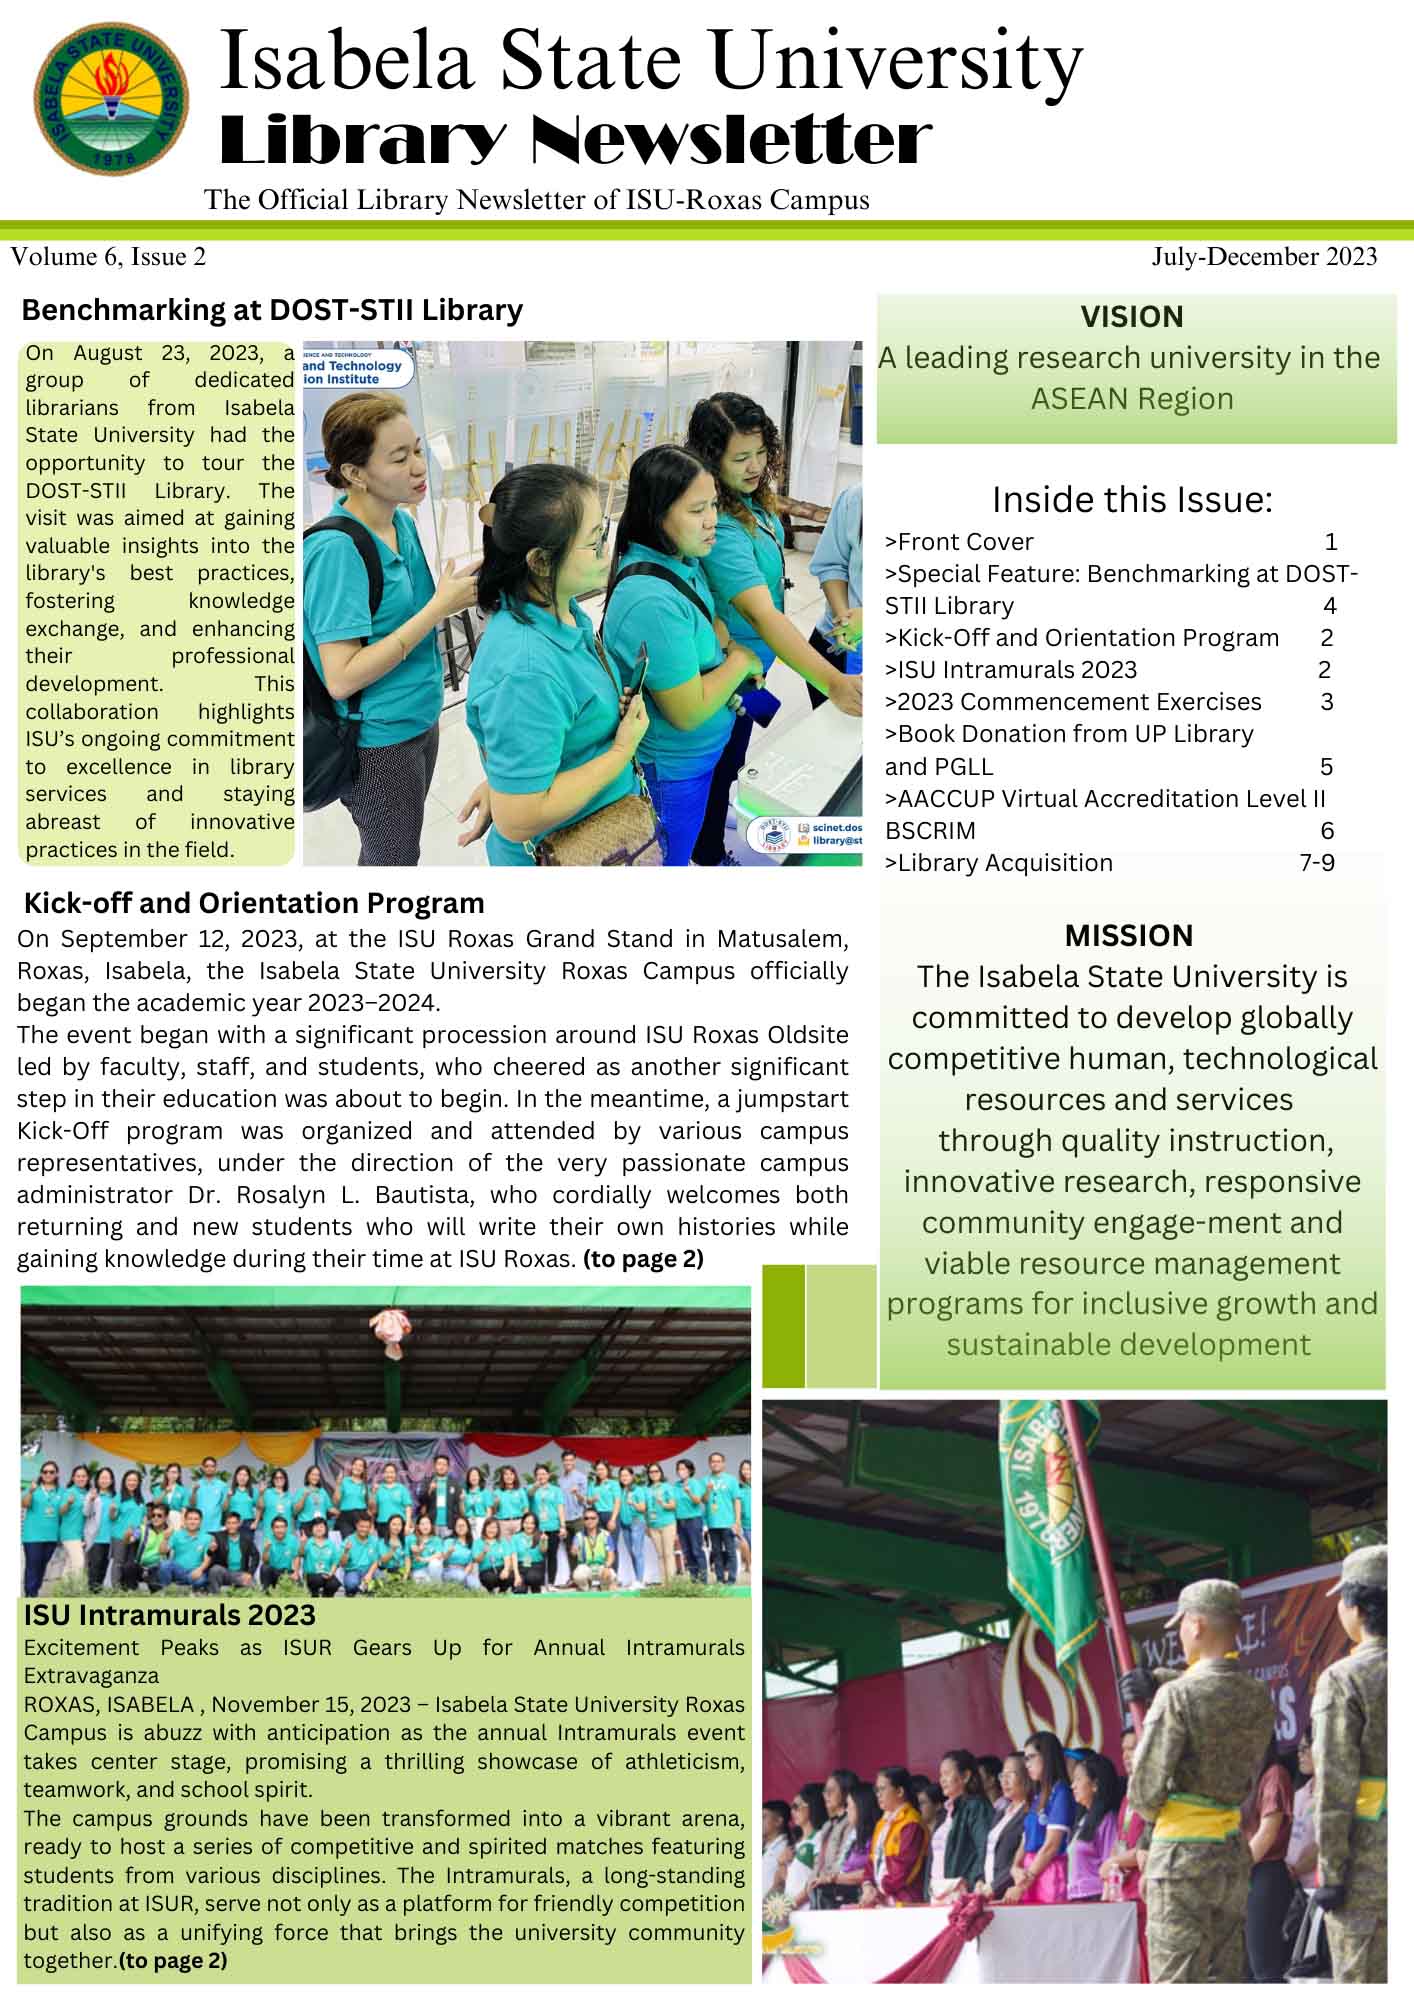 ISABELA STATE UNIVERSITY
1978
Isabela State University
Library Newsletter
The Official Library Newsletter of ISU-Roxas Campus
Volume 6, Issue 2
July-December 2023
Benchmarking at DOST-STII Library
On August 23, 2023, a
group of dedicated
librarians from Isabela
State University had the
opportunity to tour the
DOST-STII Library. The
visit was aimed at gaining
valuable insights into the
library's best practices,
fostering knowledge
exchange, and enhancing
their professional
development. This
collaboration highlights
ISU’s ongoing commitment
to excellence in library
services and staying
abreast of innovative
practices in the field.
IENCE AND TECHNOLOGY
and Technology
ion Institute
DOST-STII
LIBRARY
scinet.dos
library@st
Kick-off and Orientation Program
On September 12, 2023, at the ISU Roxas Grand Stand in Matusalem,
Roxas, Isabela, the Isabela State University Roxas Campus officially
began the academic year 2023–2024.
The event began with a significant procession around ISU Roxas Oldsite
led by faculty, staff, and students, who cheered as another significant
step in their education was about to begin. In the meantime, a jumpstart
Kick-Off program was organized and attended by various campus
representatives, under the direction of the very passionate campus
administrator Dr. Rosalyn L. Bautista, who cordially welcomes both
returning and new students who will write their own histories while
gaining knowledge during their time at ISU Roxas. (to page 2)
ISU Intramurals 2023
Excitement Peaks as ISUR Gears Up for Annual Intramurals
Extravaganza
ROXAS, ISABELA , November 15, 2023 – Isabela State University Roxas
Campus is abuzz with anticipation as the annual Intramurals event
takes center stage, promising a thrilling showcase of athleticism,
teamwork, and school spirit.
The campus grounds have been transformed into a vibrant arena,
ready to host a series of competitive and spirited matches featuring
students from various disciplines. The Intramurals, a long-standing
tradition at ISUR, serve not only as a platform for friendly competition
but also as a unifying force that brings the university community
together.(to page 2)
VISION
A leading research university in the
ASEAN Region
Inside this Issue:
>Front Cover 1
>Special Feature: Benchmarking at DOST-
STII Library 4
>Kick-Off and Orientation Program 2
>ISU Intramurals 2023 2
>2023 Commencement Exercises 3
>Book Donation from UP Library
and PGLL 5
>AACCUP Virtual Accreditation Level II
BSCRIM 6
>Library Acquisition 7-9
MISSION
The Isabela State University is
committed to develop globally
competitive human, technological
resources and services
through quality instruction,
innovative research, responsive
community engage-ment and
viable resource management
programs for inclusive growth and
sustainable development